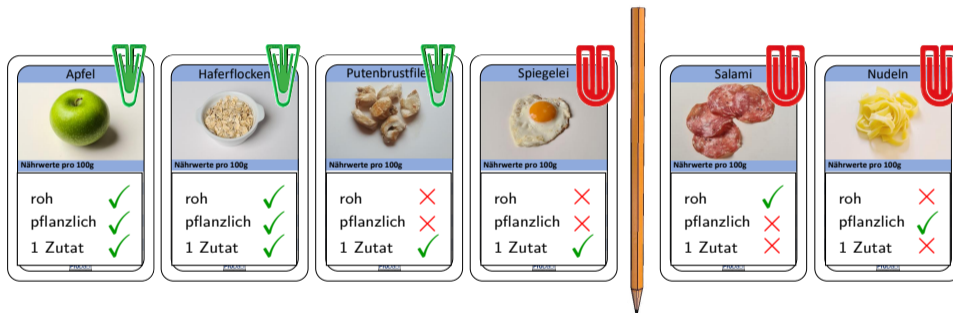 Apfel
Nährwerte pro 100g
roh
pflanzlich
1 Zutat
Haferflocken
Nährwerte pro 100g
roh
pflanzlich
1 Zutat
Putenbrustfile
Nährwerte pro 100g
roh
pflanzlich
1 Zutat
Spiegelei
Nährwerte pro 100g
roh
pflanzlich
1 Zutat
Salami
Nährwerte pro 100g
roh
pflanzlich
1 Zutat
Nudeln
Nährwerte pro 100g
roh
pflanzlich
1 Zutat